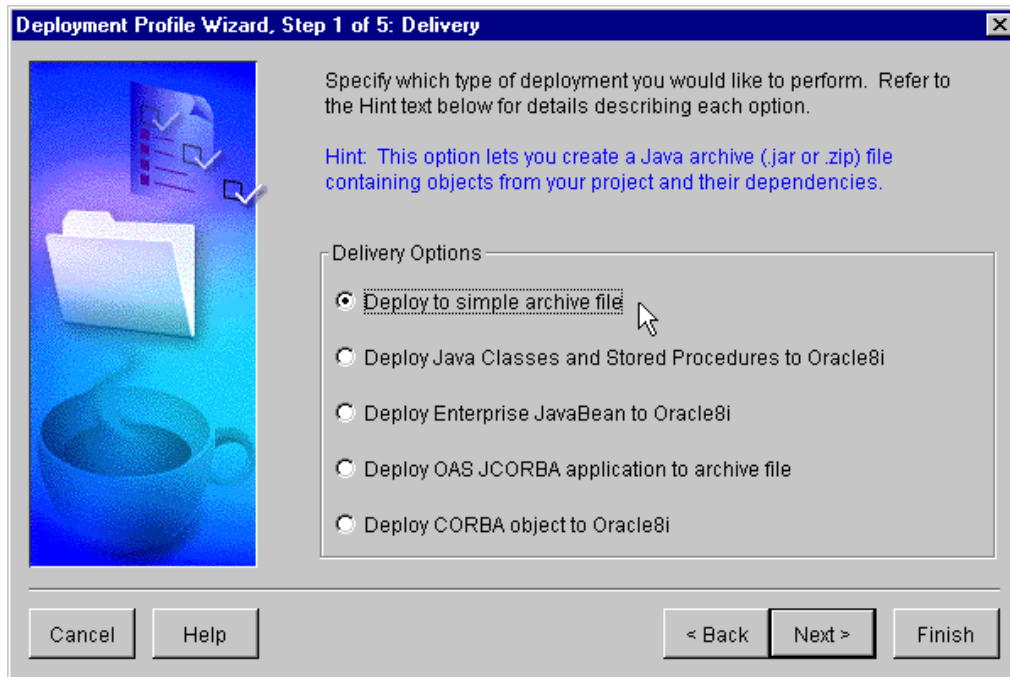 Deployment Profile Wizard, Step 1 of 5: Delivery
Specify which type of deployment you would like to perform.  Refer to
the Hint text below for details describing each option.
Hint:  This option lets you create a Java archive (.jar or .zip) file
containing objects from your project and their dependencies.
Delivery Options
Deploy to simple archive file
Deploy Java Classes and Stored Procedures to Oracle8i
Deploy Enterprise JavaBean to Oracle8i
Deploy OAS JCORBA application to archive file
Deploy CORBA object to Oracle8i
Cancel Help < Back Next > Finish